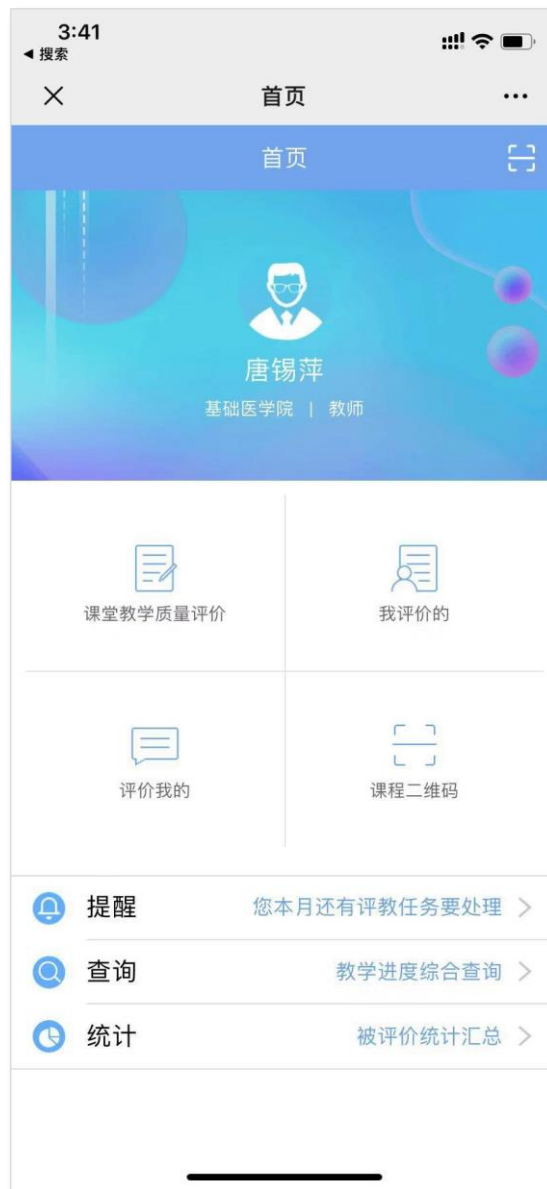 3:41
◀ 搜索
首页
首页
唐锡萍
基础医学院 | 教师
课堂教学质量评价
我评价的
评价我的
课程二维码
提醒 您本月还有评教任务要处理
查询 教学进度综合查询
统计 被评价统计汇总